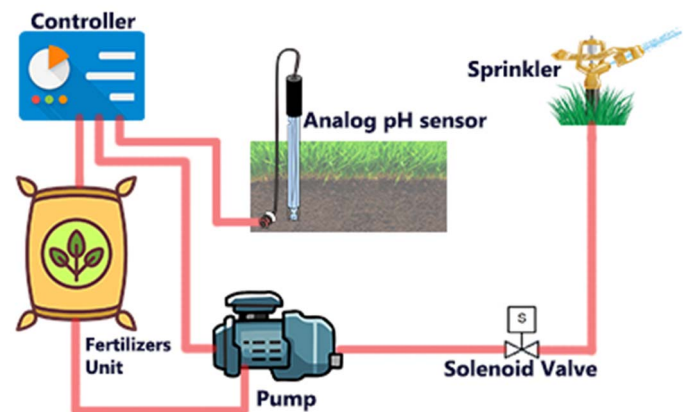 Controller
Analog pH sensor
Sprinkler
Fertilizers
Unit
Pump
S
Solenoid Valve